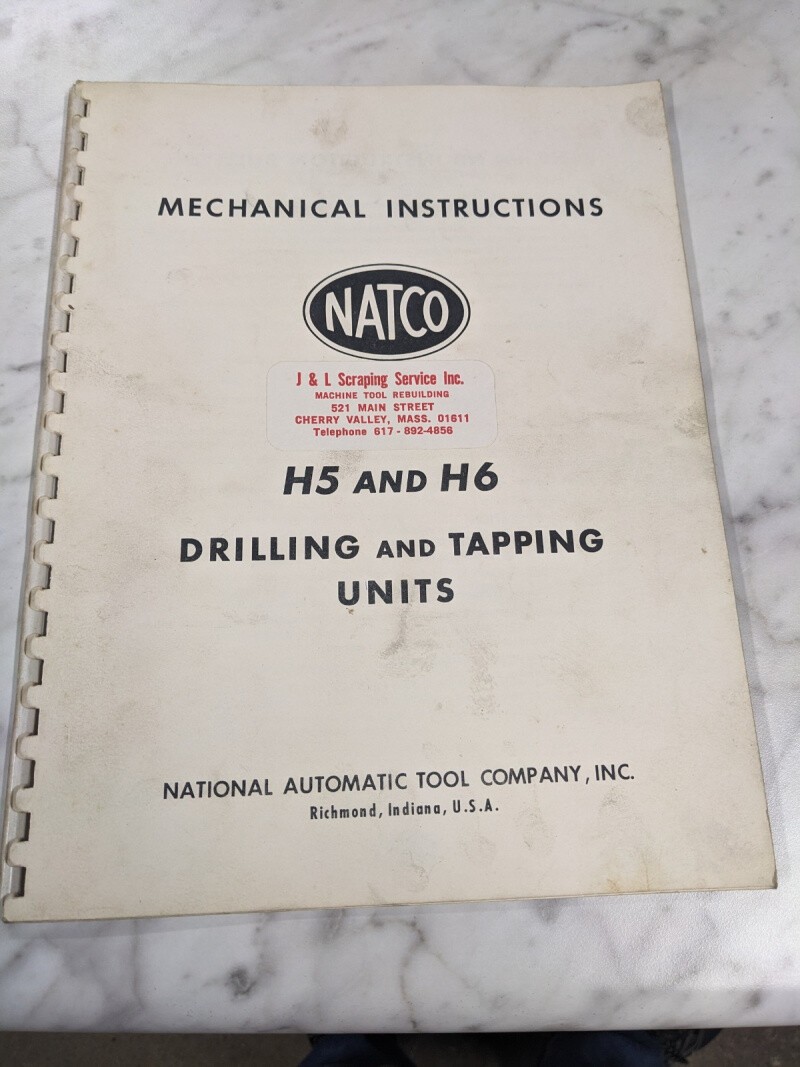 MECHANICAL INSTRUCTIONS
NATCO
J & L Scraping Service Inc.
MACHINE TOOL REBUILDING
521 MAIN STREET
CHERRY VALLEY, MASS. 01611
Telephone 617 - 892-4856
H5 AND H6
DRILLING AND TAPPING
UNITS
NATIONAL AUTOMATIC TOOL COMPANY, INC.
Richmond, Indiana, U.S.A.